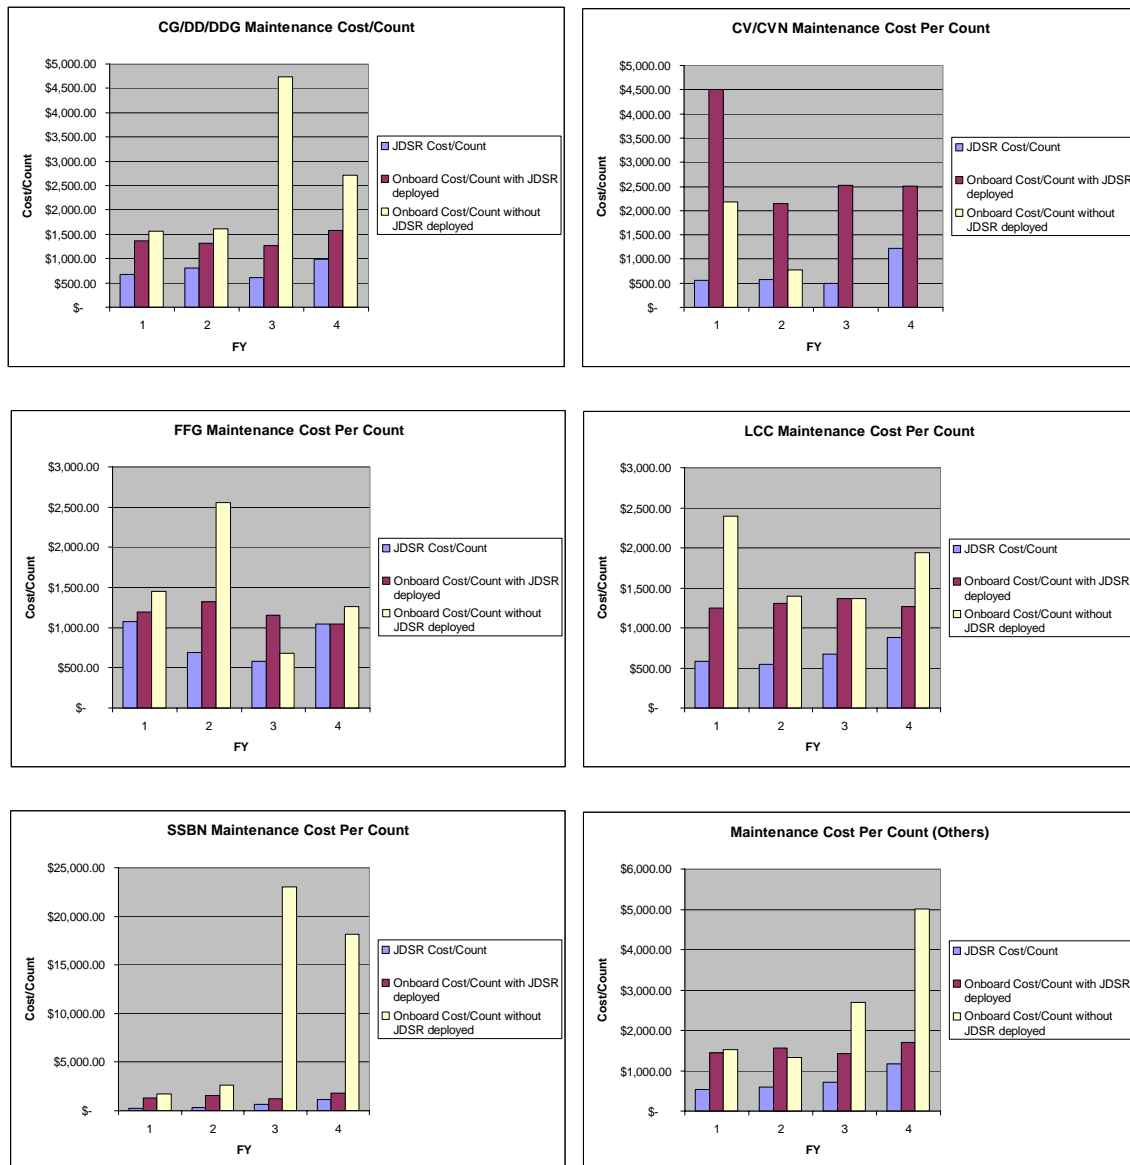 CG/DD/DDG Maintenance Cost/Count
$5,000.00
$4,500.00
$4,000.00
$3,500.00
$3,000.00
$2,500.00
$2,000.00
$1,500.00
$1,000.00
$500.00
$-
Cost/Count
1 2 3 4
FY
JDSR Cost/Count
Onboard Cost/Count with JDSR
deployed
Onboard Cost/Count without
JDSR deployed
CV/CVN Maintenance Cost Per Count
$5,000.00
$4,500.00
$4,000.00
$3,500.00
$3,000.00
$2,500.00
$2,000.00
$1,500.00
$1,000.00
$500.00
$-
Cost/count
1 2 3 4
FY
JDSR Cost/Count
Onboard Cost/Count with JDSR
deployed
Onboard Cost/Count without
JDSR deployed
FFG Maintenance Cost Per Count
$3,000.00
$2,500.00
$2,000.00
$1,500.00
$1,000.00
$500.00
$-
Cost/Count
1 2 3 4
FY
JDSR Cost/Count
Onboard Cost/Count with JDSR
deployed
Onboard Cost/Count without
JDSR deployed
LCC Maintenance Cost Per Count
$3,000.00
$2,500.00
$2,000.00
$1,500.00
$1,000.00
$500.00
$-
Cost/Count
1 2 3 4
FY
JDSR Cost/Count
Onboard Cost/Count with JDSR
deployed
Onboard Cost/Count without
JDSR deployed
SSBN Maintenance Cost Per Count
$25,000.00
$20,000.00
$15,000.00
$10,000.00
$5,000.00
$-
Cost/Count
1 2 3 4
FY
JDSR Cost/Count
Onboard Cost/Count with JDSR
deployed
Onboard Cost/Count without
JDSR deployed
Maintenance Cost Per Count (Others)
$6,000.00
$5,000.00
$4,000.00
$3,000.00
$2,000.00
$1,000.00
$-
Cost/Count
1 2 3 4
FY
JDSR Cost/Count
Onboard Cost/Count with JDSR
deployed
Onboard Cost/Count without
JDSR deployed